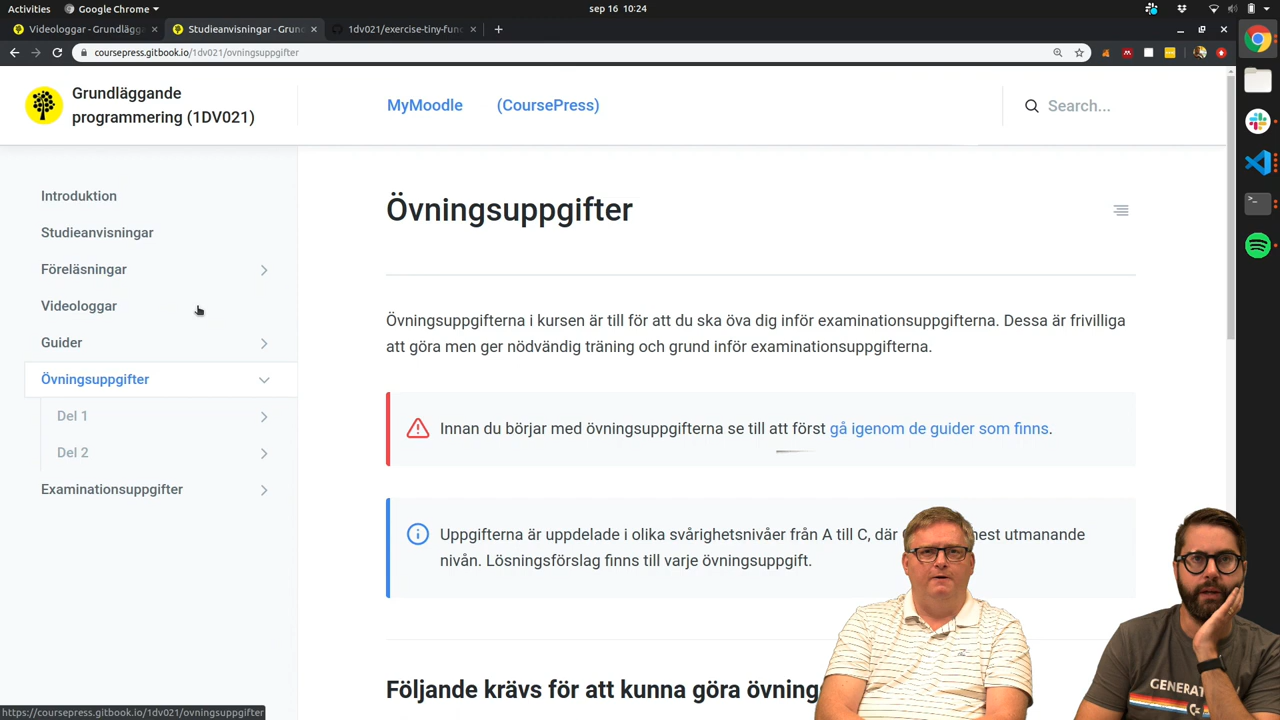 Activities
Google Chrome
sep 16 10:24
Videologgar - Grundlägg
Studieanvisningar - Grun
1dv021/exercise-tiny-func
coursepress.gitbook.io/1dv021/ovningsuppgifter
Grundläggande
programmering (1DV021)
MyMoodle
(CoursePress)
Search...
Introduktion
Studieanvisningar
Föreläsningar
Videologgar
Guider
Övningsuppgifter
Del 1
Del 2
Examinationsuppgifter
Övningsuppgifter
Övningsuppgifterna i kursen är till för att du ska öva dig inför examinationsuppgifterna. Dessa är frivilliga
att göra men ger nödvändig träning och grund inför examinationsuppgifterna.
Innan du börjar med övningsuppgifterna se till att först gå igenom de guider som finns.
Uppgifterna är uppdelade i olika svårighetsnivåer från A till C, där mest utmanande
nivån. Lösningsförslag finns till varje övningsuppgift.
Följande krävs för att kunna göra övnings
https://coursepress.gitbook.io/1dv021/ovningsuppgifter